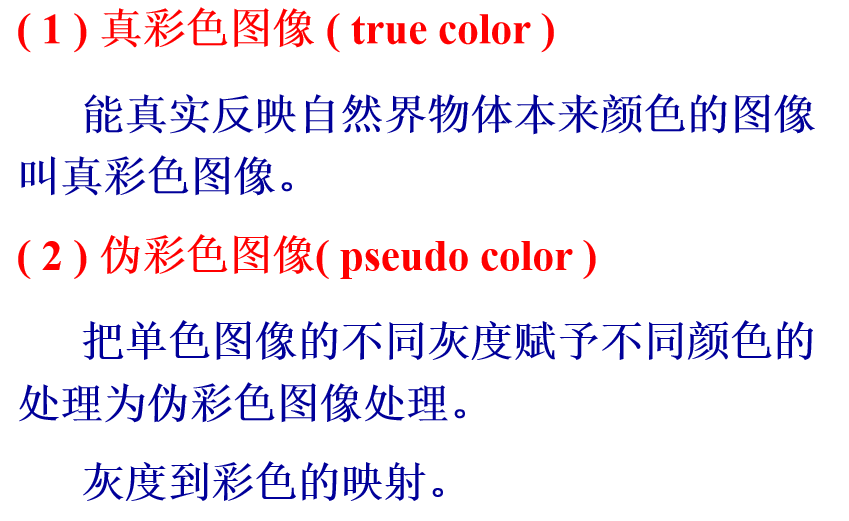 ( 1 ) 真彩色图像 ( true color )
能真实反映自然界物体本来颜色的图像
叫真彩色图像。
( 2 ) 伪彩色图像( pseudo color )
把单色图像的不同灰度赋予不同颜色的
处理为伪彩色图像处理。
灰度到彩色的映射。